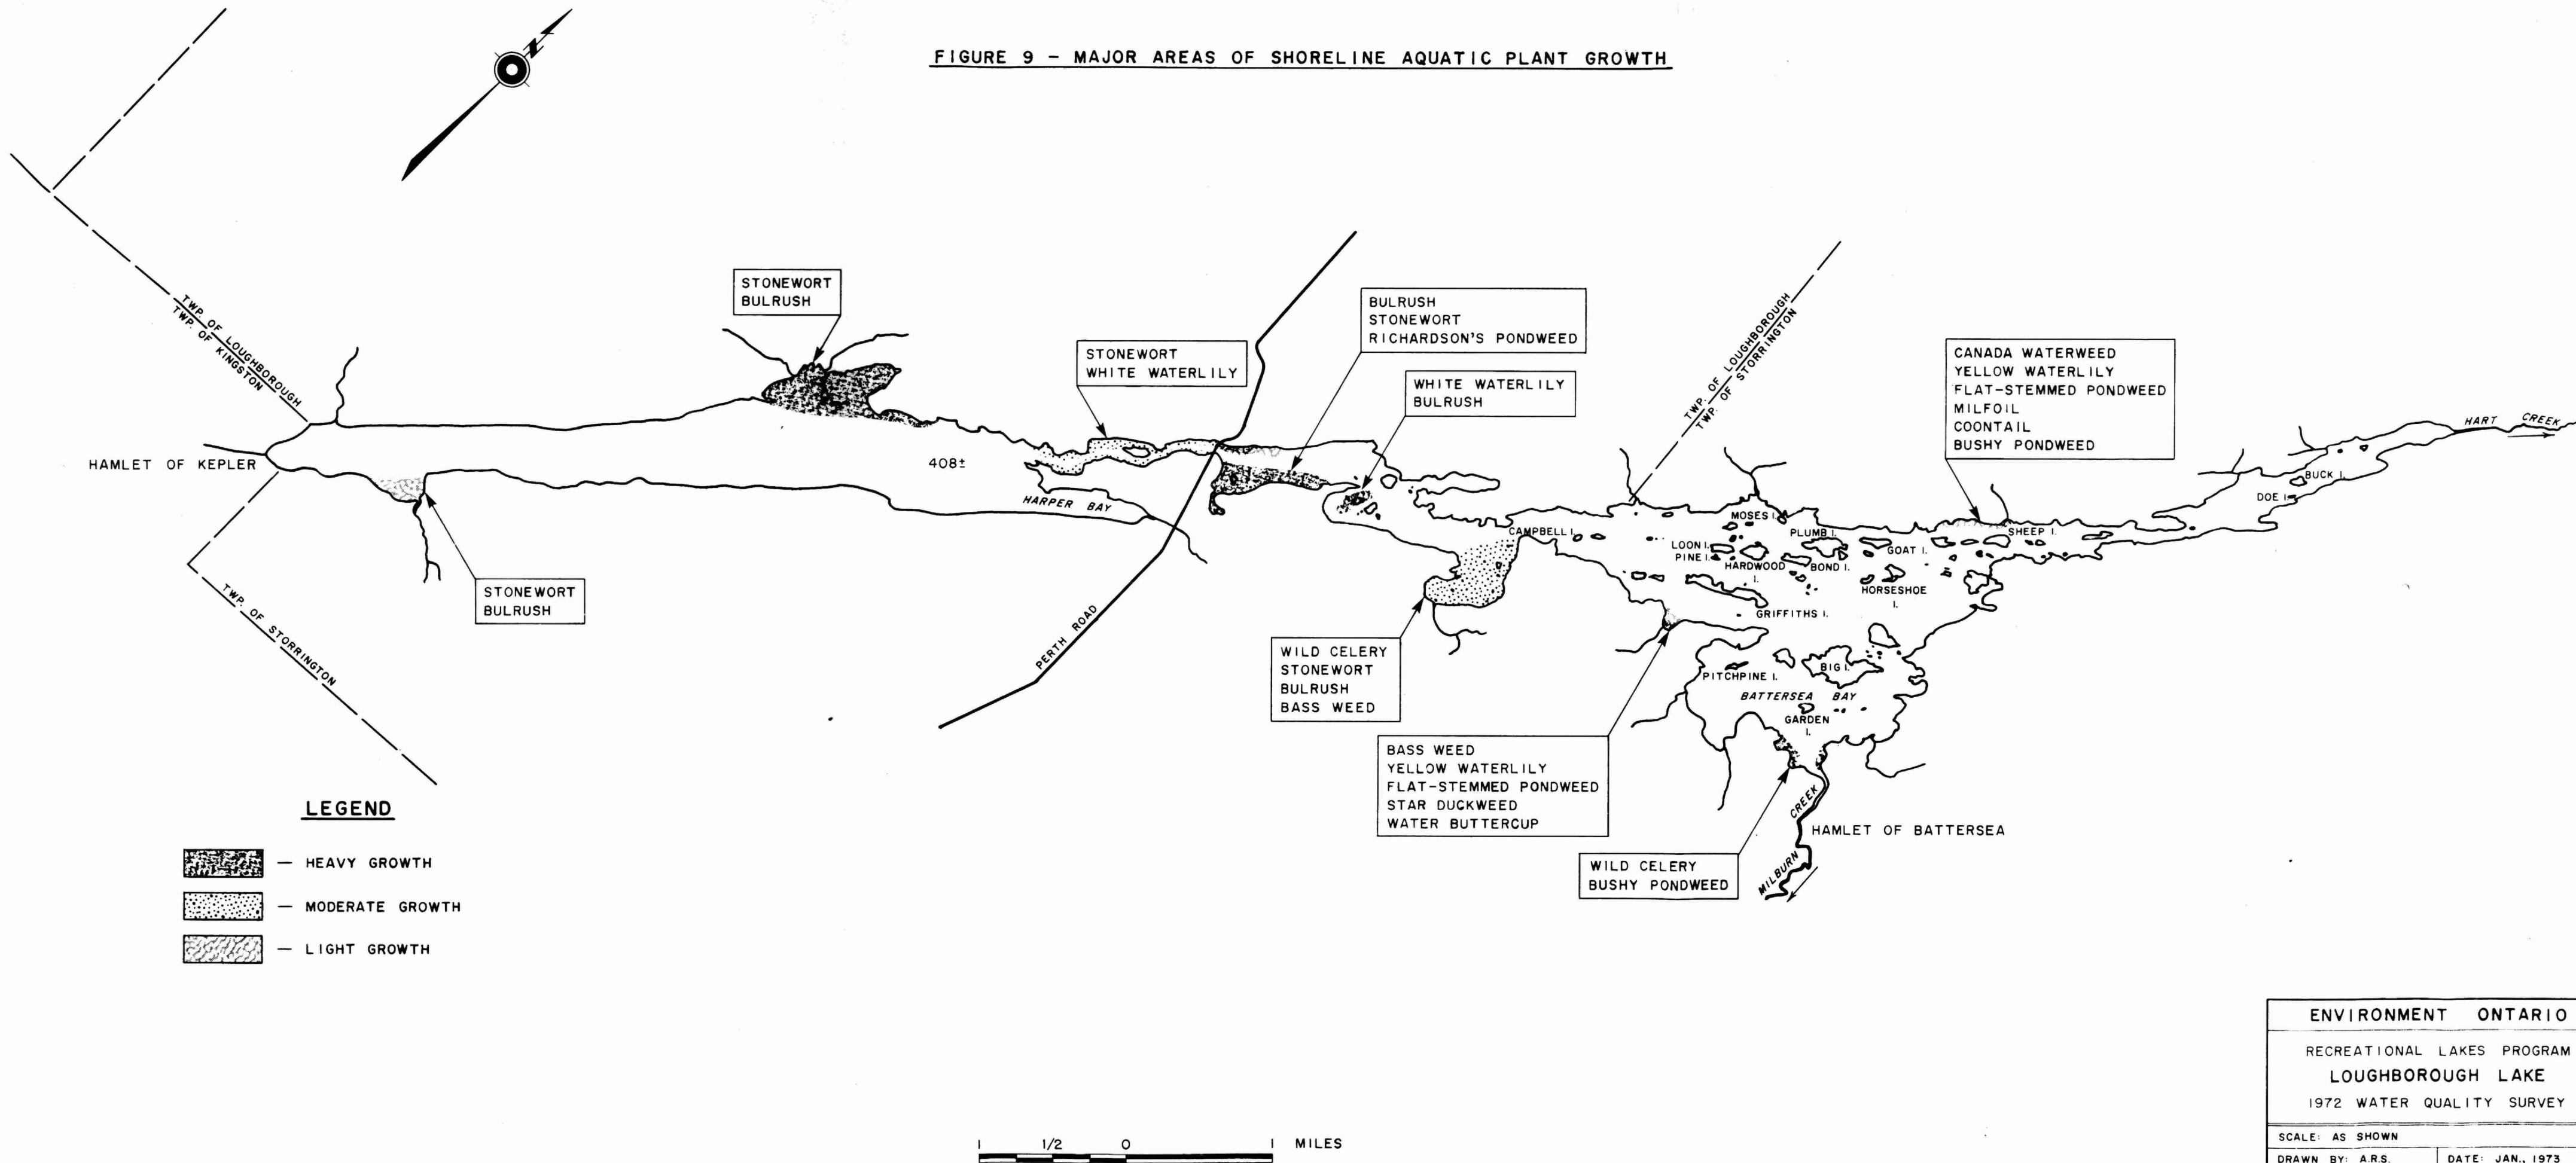 FIGURE 9 - MAJOR AREAS OF SHORELINE AQUATIC PLANT GROWTH
N
TWP. OF LOUGHBOROUGH
TWP. OF KINGSTON
HAMLET OF KEPLER
STONEWORT
BULRUSH
TWP. OF STORRINGTON
STONEWORT
BULRUSH
408±
STONEWORT
WHITE WATERLILY
HARPER BAY
PERTH ROAD
BULRUSH
STONEWORT
RICHARDSON'S PONDWEED
WHITE WATERLILY
BULRUSH
TWP. OF LOUGHBOROUGH
TWP. OF STORRINGTON
CANADA WATERWEED
YELLOW WATERLILY
FLAT-STEMMED PONDWEED
MILFOIL
COONTAIL
BUSHY PONDWEED
HART CREEK
BUCK I.
DOE I.
CAMPBELL I.
MOSES I.
PLUMB I.
SHEEP I.
LOON I.
PINE I.
GOAT I.
HARDWOOD
I.
BOND I.
HORSESHOE
I.
GRIFFITHS I.
PITCHPINE I.
BIG I.
BATTERSEA BAY
GARDEN
I.
WILD CELERY
STONEWORT
BULRUSH
BASS WEED
BASS WEED
YELLOW WATERLILY
FLAT-STEMMED PONDWEED
STAR DUCKWEED
WATER BUTTERCUP
WILD CELERY
BUSHY PONDWEED
MILBURN CREEK
HAMLET OF BATTERSEA
LEGEND
— HEAVY GROWTH
— MODERATE GROWTH
— LIGHT GROWTH
1 1/2 0 1 MILES
ENVIRONMENT ONTARIO
RECREATIONAL LAKES PROGRAM
LOUGHBOROUGH LAKE
1972 WATER QUALITY SURVEY
SCALE: AS SHOWN
DRAWN BY: A.R.S. DATE: JAN., 1973